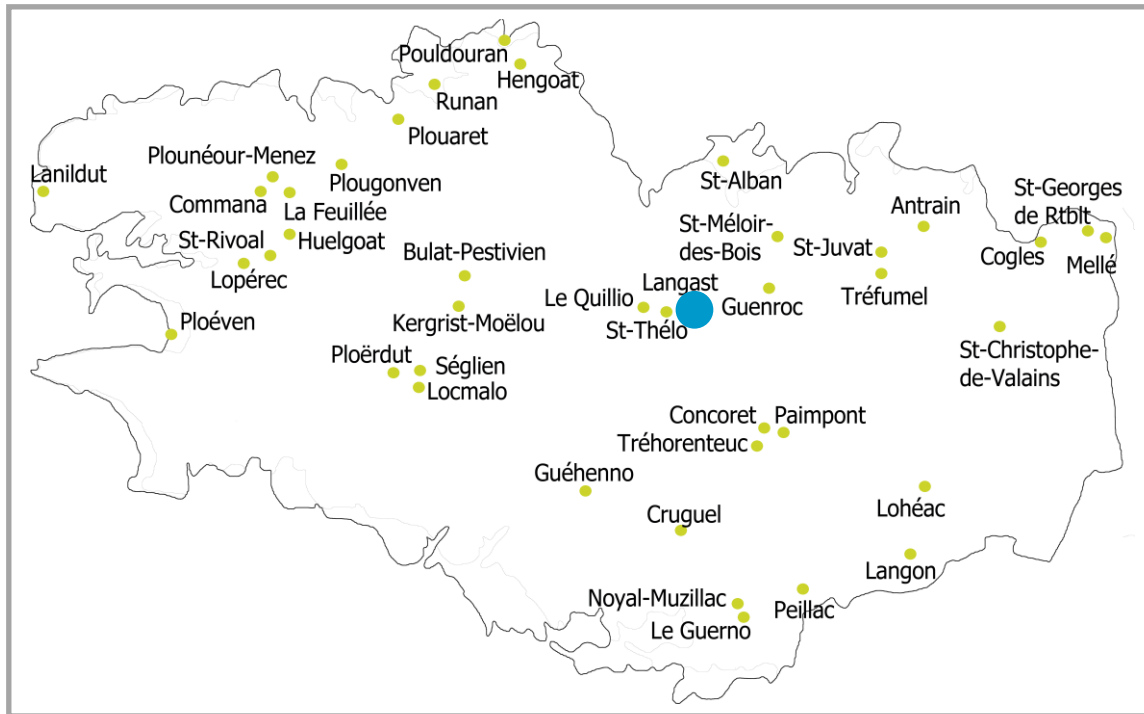 Pouldouran
Hengoat
Runan
Plouaret
Plounéour-Menez
Lanildut
Plougonven
St-Alban
St-Georges
de Rtblt
Commana
La Feuillée
Antrain
St-Méloir-
des-Bois
St-Rivoal
Huelgoat
St-Juvat
Cogles
Mellé
Bulat-Pestivien
Lopérec
Langast
Tréfumel
Le Quillio
Guenroc
Ploéven
Kergrist-Moëlou
St-Thélo
St-Christophe-
de-Valains
Ploërdut
Séglien
Locmalo
Concoret
Paimpont
Tréhorenteuc
Guéhenno
Lohéac
Cruguel
Langon
Noyal-Muzillac
Peillac
Le Guerno